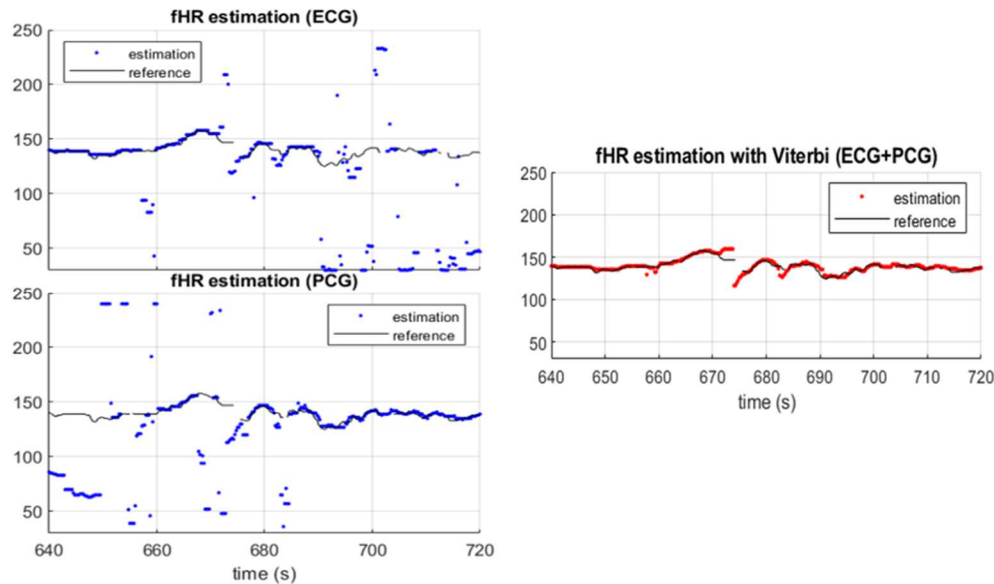 fHR estimation (ECG)
250
200
150
100
50
estimation
reference
fHR estimation (PCG)
250
200
150
100
50
estimation
reference
640 660 680 700 720
time (s)
fHR estimation with Viterbi (ECG+PCG)
250
200
150
100
50
estimation
reference
640 650 660 670 680 690 700 710 720
time (s)